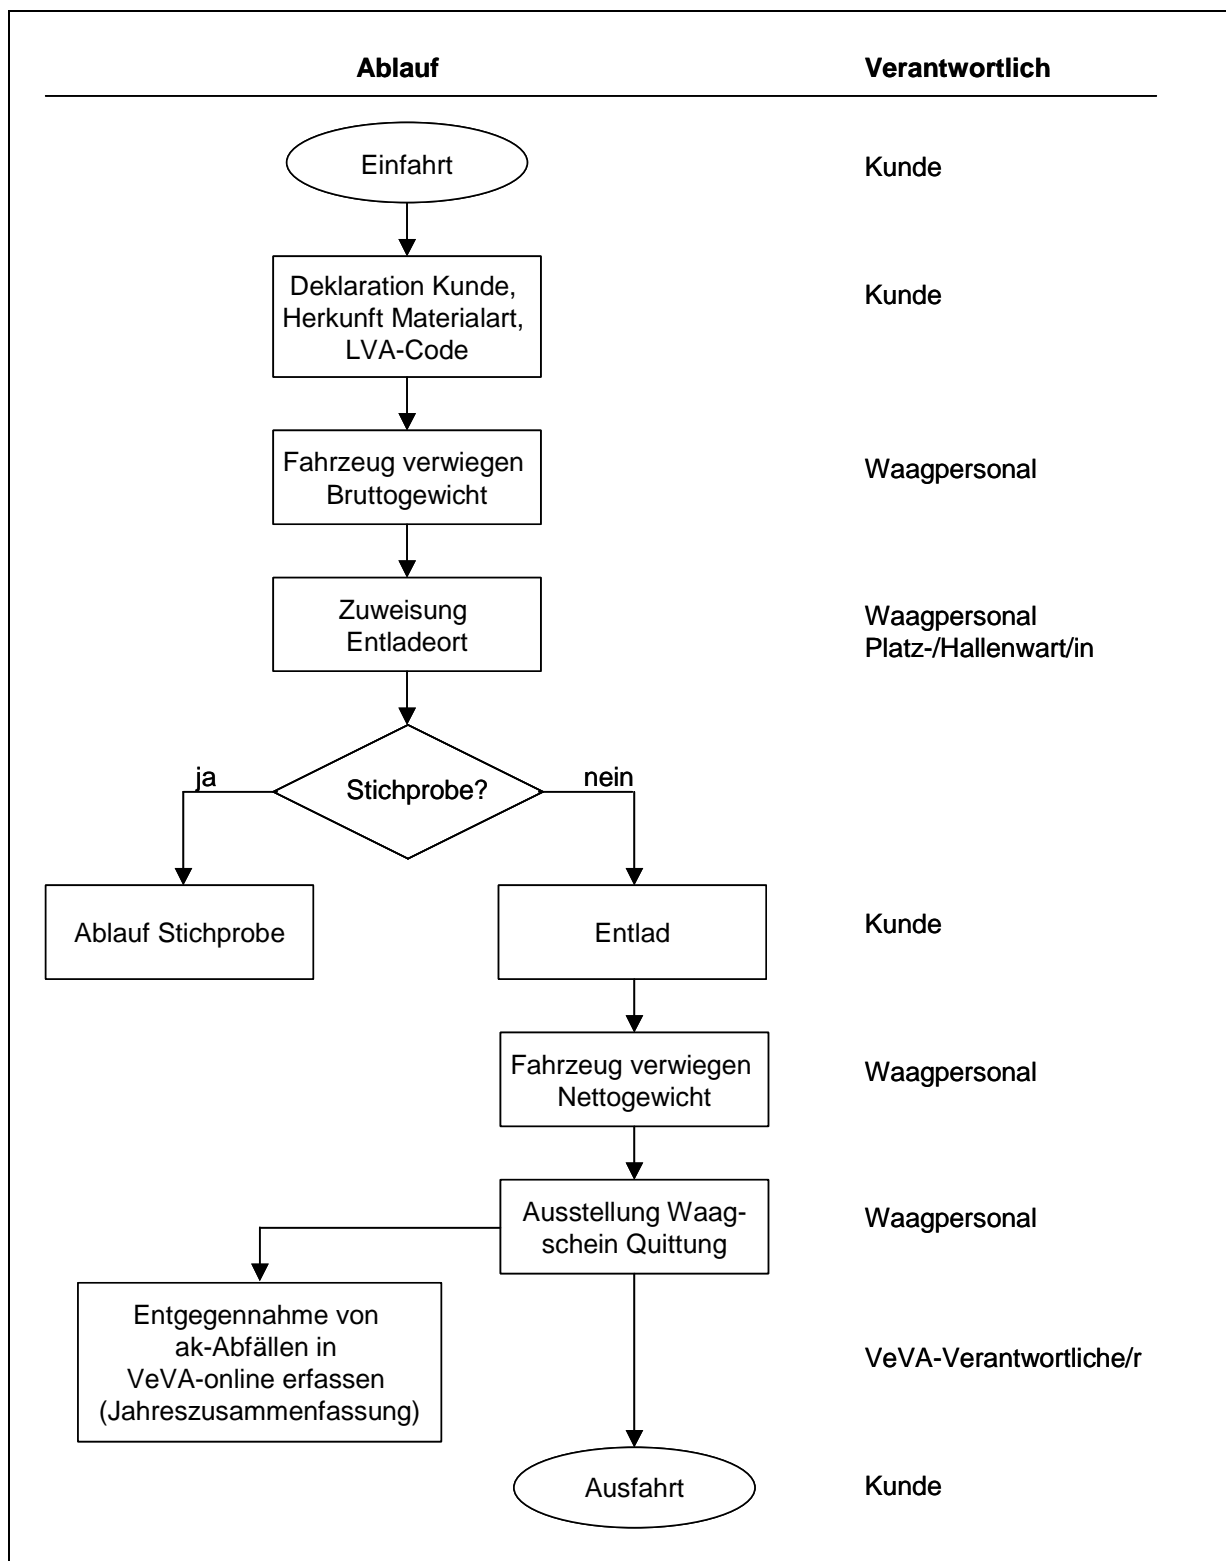 Ablauf
Verantwortlich
Einfahrt
Kunde
Deklaration Kunde,
Herkunft Materialart,
LVA-Code
Kunde
Fahrzeug verwiegen
Bruttogewicht
Waagpersonal
Zuweisung
Entladeort
Waagpersonal
Platz-/Hallenwart/in
ja
Stichprobe?
nein
Ablauf Stichprobe
Entlad
Kunde
Fahrzeug verwiegen
Nettogewicht
Waagpersonal
Ausstellung Waag-
schein Quittung
Waagpersonal
Entgegennahme von
ak-Abfällen in
VeVA-online erfassen
(Jahreszusammenfassung)
VeVA-Verantwortliche/r
Ausfahrt
Kunde